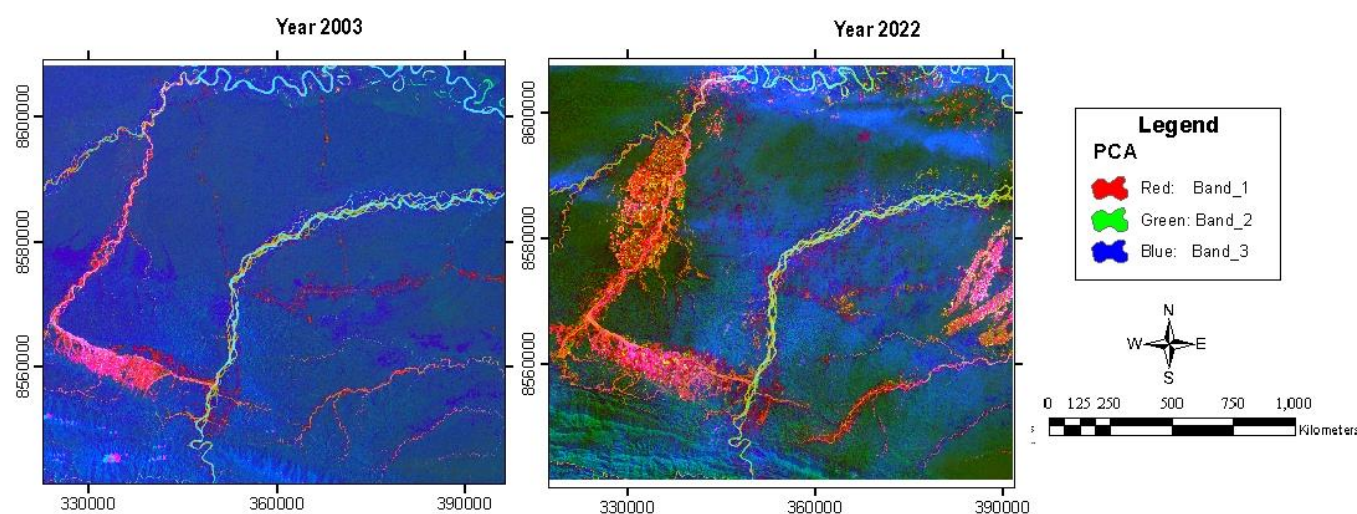 Year 2003
Year 2022
330000
360000
390000
8600000
8580000
8560000
330000
360000
390000
8600000
8580000
8560000
Legend
PCA
Red: Band_1
Green: Band_2
Blue: Band_3
N
W E
S
0 125 250 500 750 1,000
Kilometers